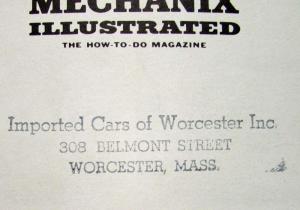 MECHANIX
ILLUSTRATED
THE HOW-TO-DO MAGAZINE
Imported Cars of Worcester Inc.
308 BELMONT STREET
WORCESTER, MASS.